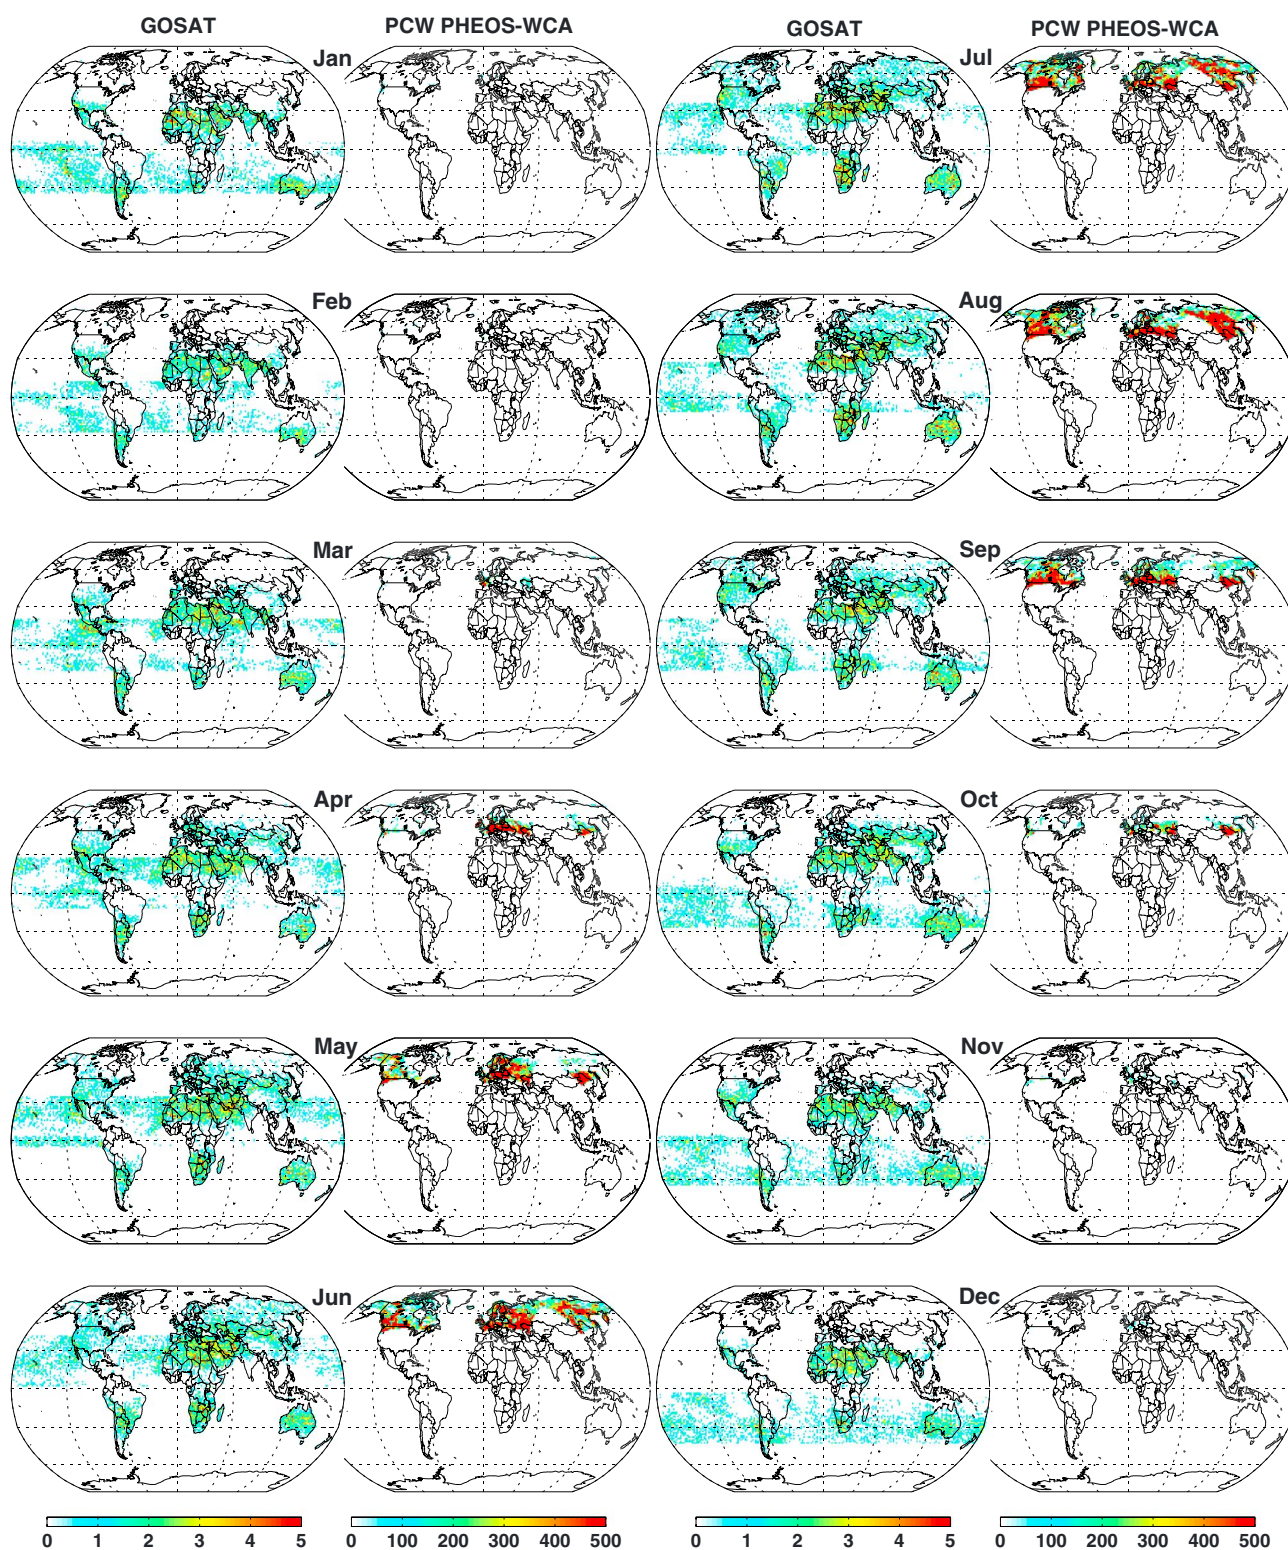 GOSAT PCW PHEOS-WCA GOSAT PCW PHEOS-WCA
Jan Jul
Feb Aug
Mar Sep
Apr Oct
May Nov
Jun Dec
0 1 2 3 4 5 0 100 200 300 400 500 0 1 2 3 4 5 0 100 200 300 400 500